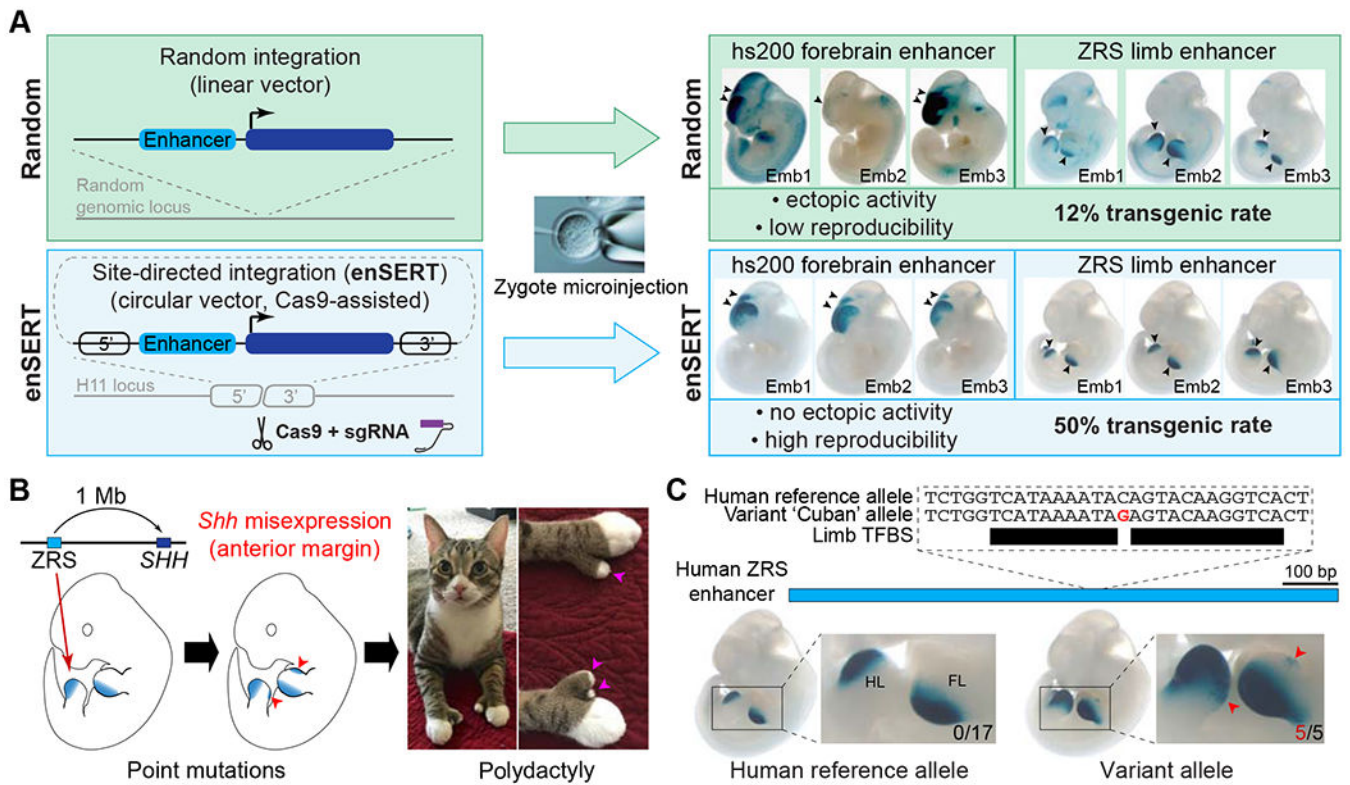 A
Random
Random integration
(linear vector)
Enhancer
Random
genomic locus
hs200 forebrain enhancer
ZRS limb enhancer
Emb1
Emb2
Emb3
Emb1
Emb2
Emb3
• ectopic activity
• low reproducibility
12% transgenic rate
Zygote microinjection
enSERT
Site-directed integration (enSERT)
(circular vector, Cas9-assisted)
5'
Enhancer
3'
H11 locus
5'
3'
Cas9 + sgRNA
hs200 forebrain enhancer
ZRS limb enhancer
Emb1
Emb2
Emb3
Emb1
Emb2
Emb3
• no ectopic activity
• high reproducibility
50% transgenic rate
B
1 Mb
ZRS
SHH
Shh misexpression
(anterior margin)
Point mutations
Polydactyly
C
Human reference allele
TCTGGTCATAAAATACAGTACAAGGTCACT
Variant 'Cuban' allele
TCTGGTCATAAAATAGAGTACAAGGTCACT
Limb TFBS
Human ZRS
enhancer
100 bp
HL
FL
0/17
5/5
Human reference allele
Variant allele